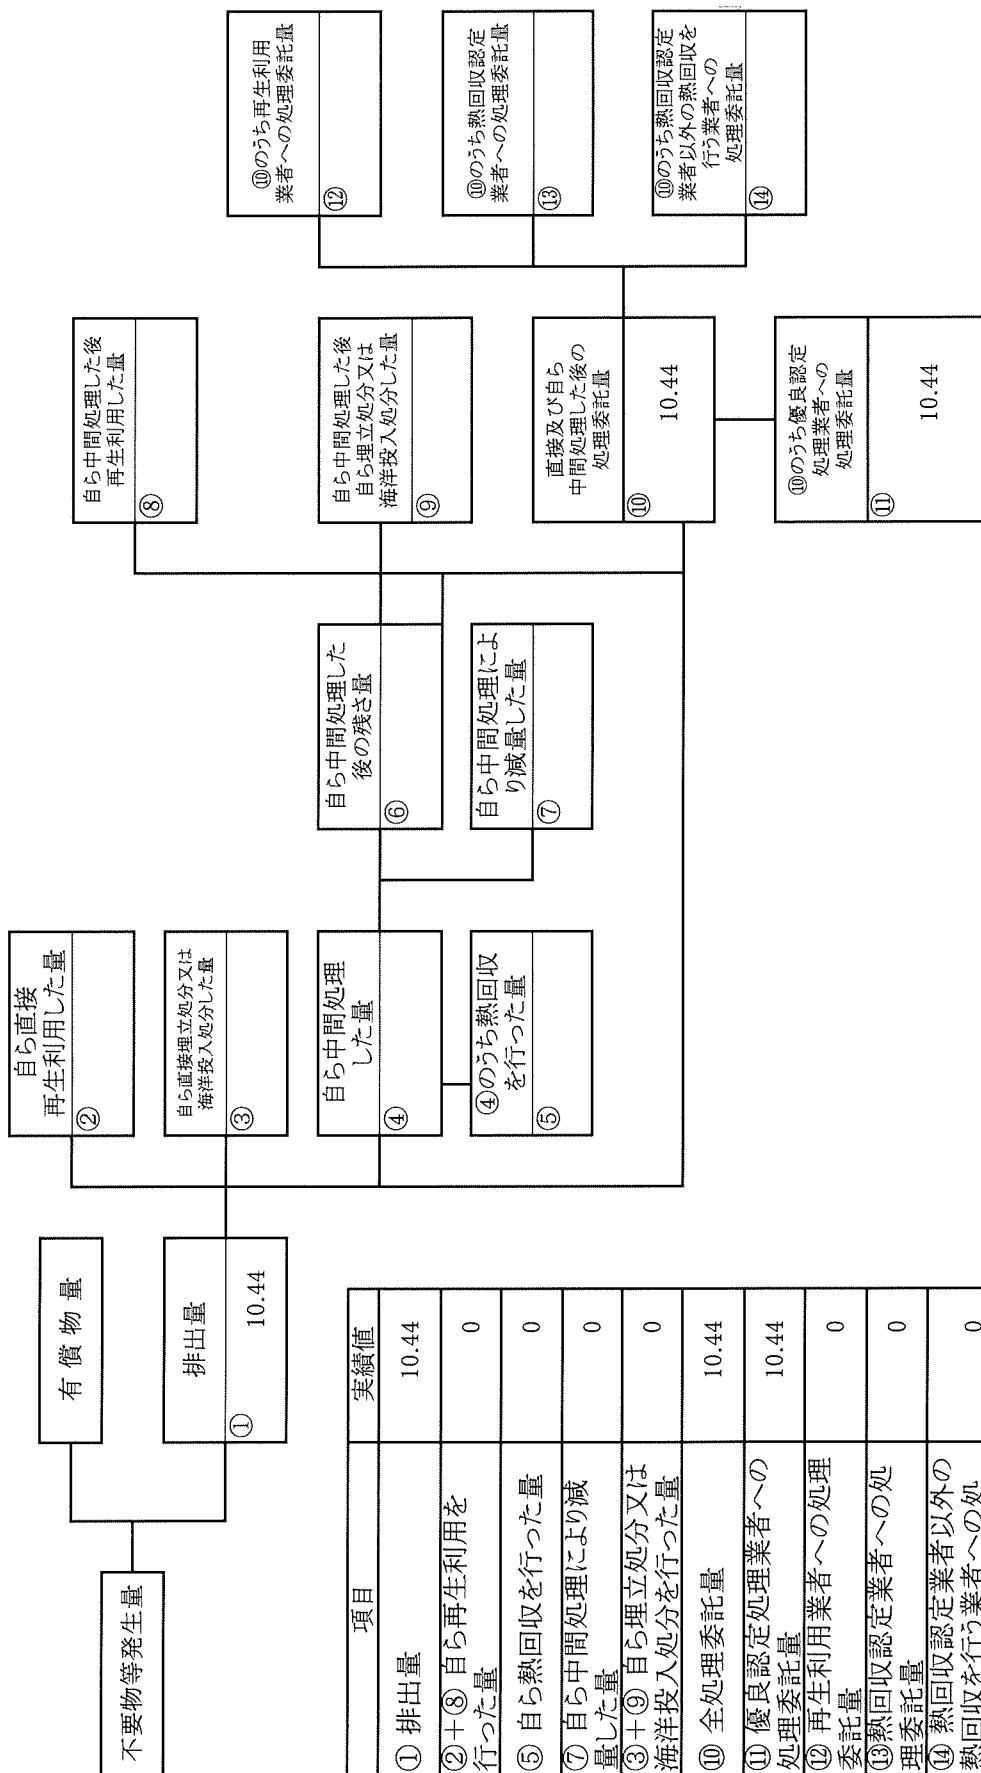 不要物等発生量
有償物量
排出量
①
10.44
自ら直接
再生利用した量
②
自ら直接埋立処分又は
海洋投入処分した量
③
自ら中間処理
した量
④
④のうち熱回収
を行った量
⑤
自ら中間処理した
後の残さ量
⑥
自ら中間処理によ
り減量した量
⑦
自ら中間処理した後
再生利用した量
⑧
自ら中間処理した後
自ら埋立処分又は
海洋投入処分した量
⑨
直接及び自ら
中間処理した後の
処理委託量
⑩
10.44
⑩のうち優良認定
処理業者への
処理委託量
⑪
10.44
⑩のうち再生利用
業者への処理委託量
⑫
⑩のうち熱回収認定
業者への処理委託量
⑬
⑩のうち熱回収認定
業者以外の熱回収を
行う業者への
処理委託量
⑭
項目 実績値
①排出量 10.44
②+⑧ 自ら再生利用を
行った量 0
⑤ 自ら熱回収を行った量 0
⑦ 自ら中間処理により減
量した量 0
③+⑨ 自ら埋立処分又は
海洋投入処分を行った量 0
⑩ 全処理委託量 10.44
⑪ 優良認定処理業者への
処理委託量 10.44
⑫ 再生利用業者への処理
委託量 0
⑬熱回収認定業者への処
理委託量 0
⑭ 熱回収認定業者以外の
熱回収を行う業者への処 0